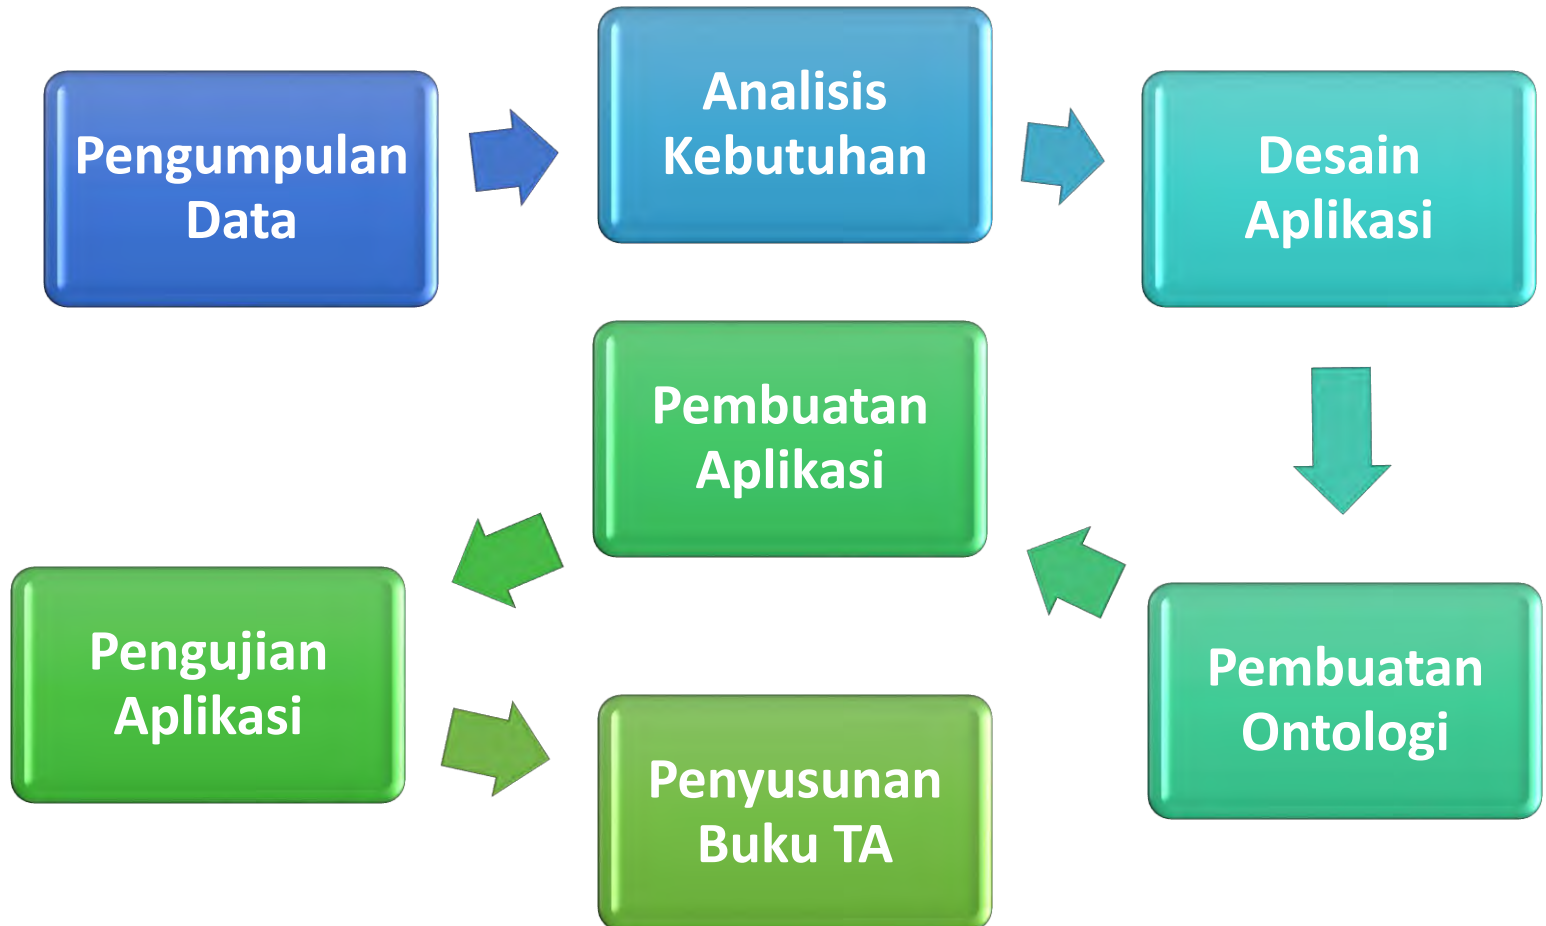 Pengumpulan
Data
Analisis
Kebutuhan
Desain
Aplikasi
Pembuatan
Ontologi
Pembuatan
Aplikasi
Pengujian
Aplikasi
Penyusunan
Buku TA